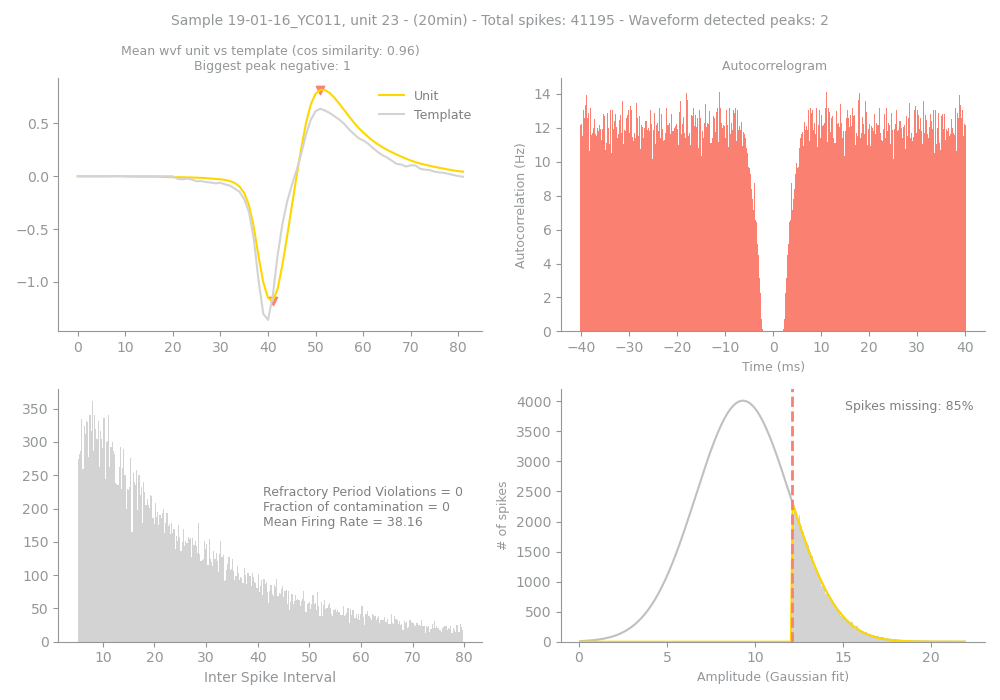 Sample 19-01-16_YC011, unit 23 - (20min) - Total spikes: 41195 - Waveform detected peaks: 2
Mean wvf unit vs template (cos similarity: 0.96)
Biggest peak negative: 1
Unit
Template
0.5
0.0
−0.5
−1.0
0 10 20 30 40 50 60 70 80
Autocorrelogram
Autocorrelation (Hz)
14
12
10
8
6
4
2
0
−40 −30 −20 −10 0 10 20 30 40
Time (ms)
350
300
250
200
150
100
50
0
Refractory Period Violations = 0
Fraction of contamination = 0
Mean Firing Rate = 38.16
10 20 30 40 50 60 70 80
Inter Spike Interval
# of spikes
4000
3500
3000
2500
2000
1500
1000
500
0
Spikes missing: 85%
0 5 10 15 20
Amplitude (Gaussian fit)